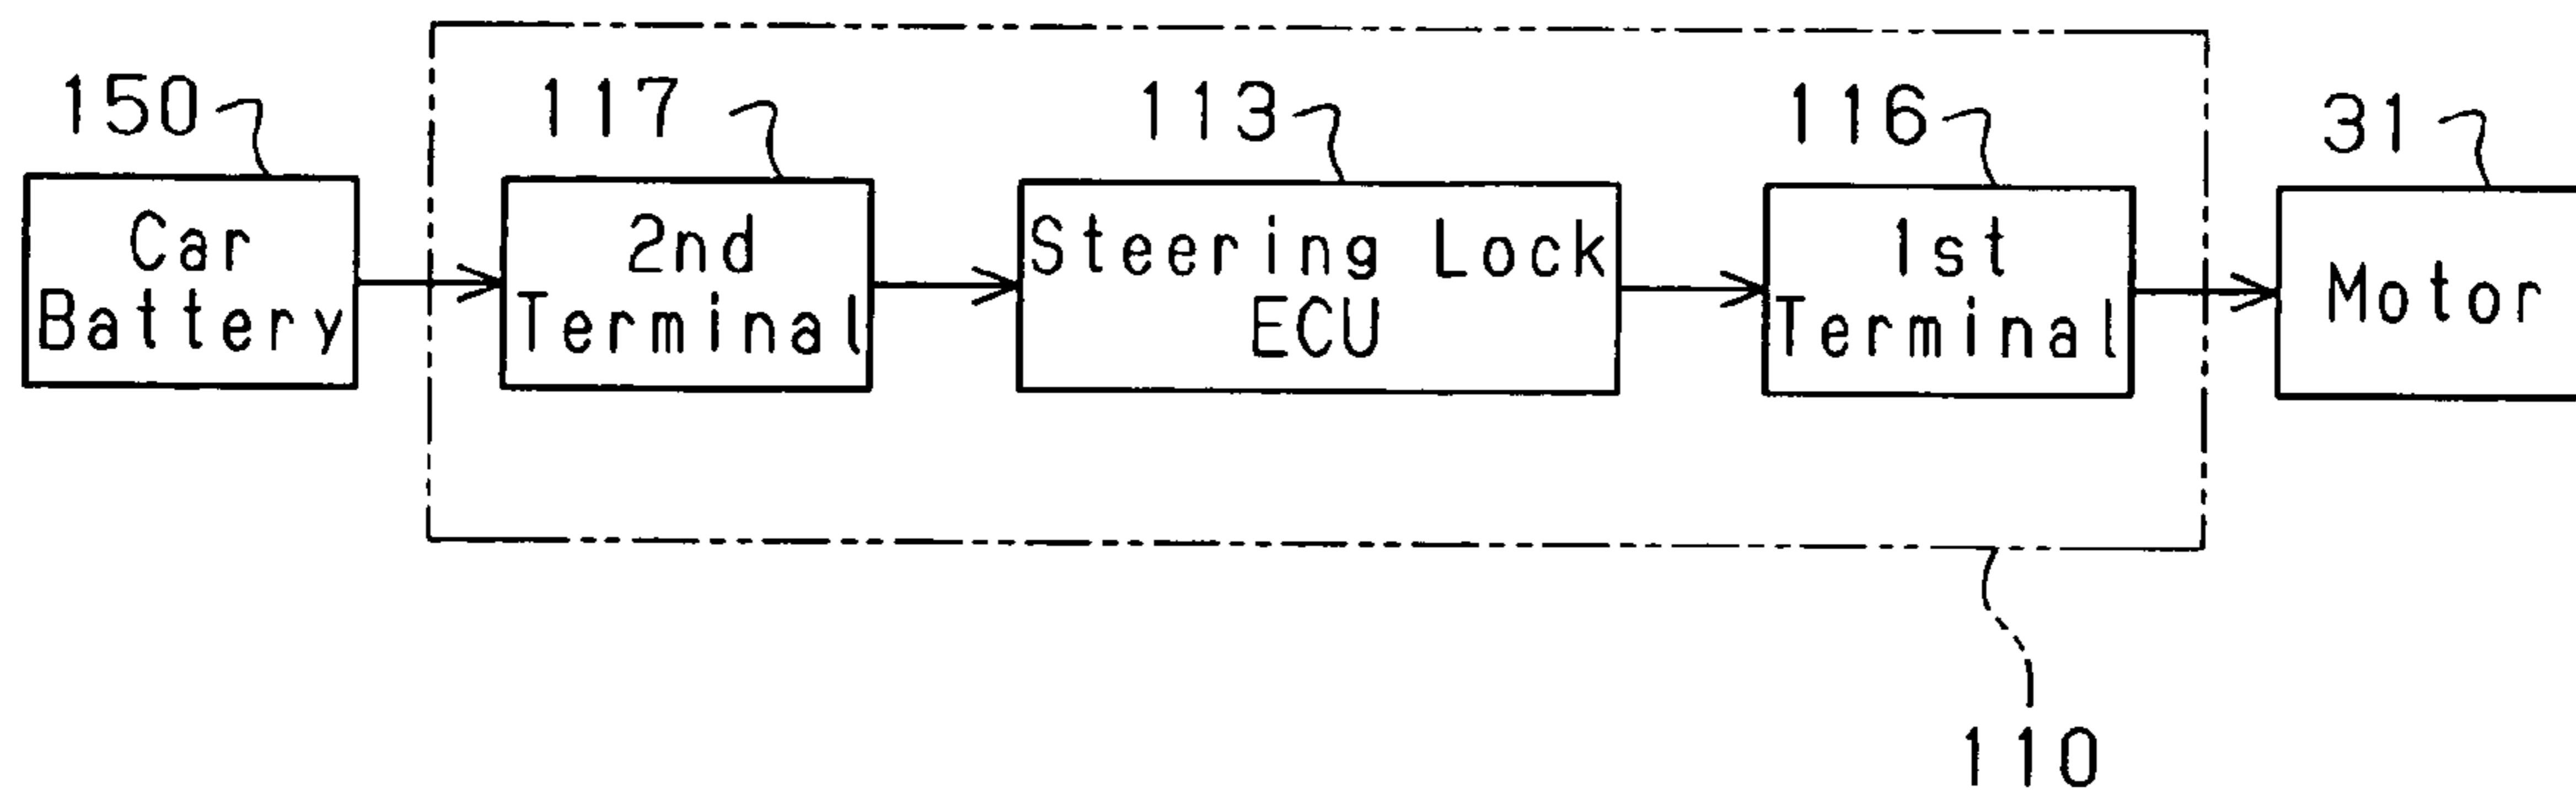 150
117
113
116
31
Car
Battery
2nd
Terminal
Steering Lock
ECU
1st
Terminal
Motor
110